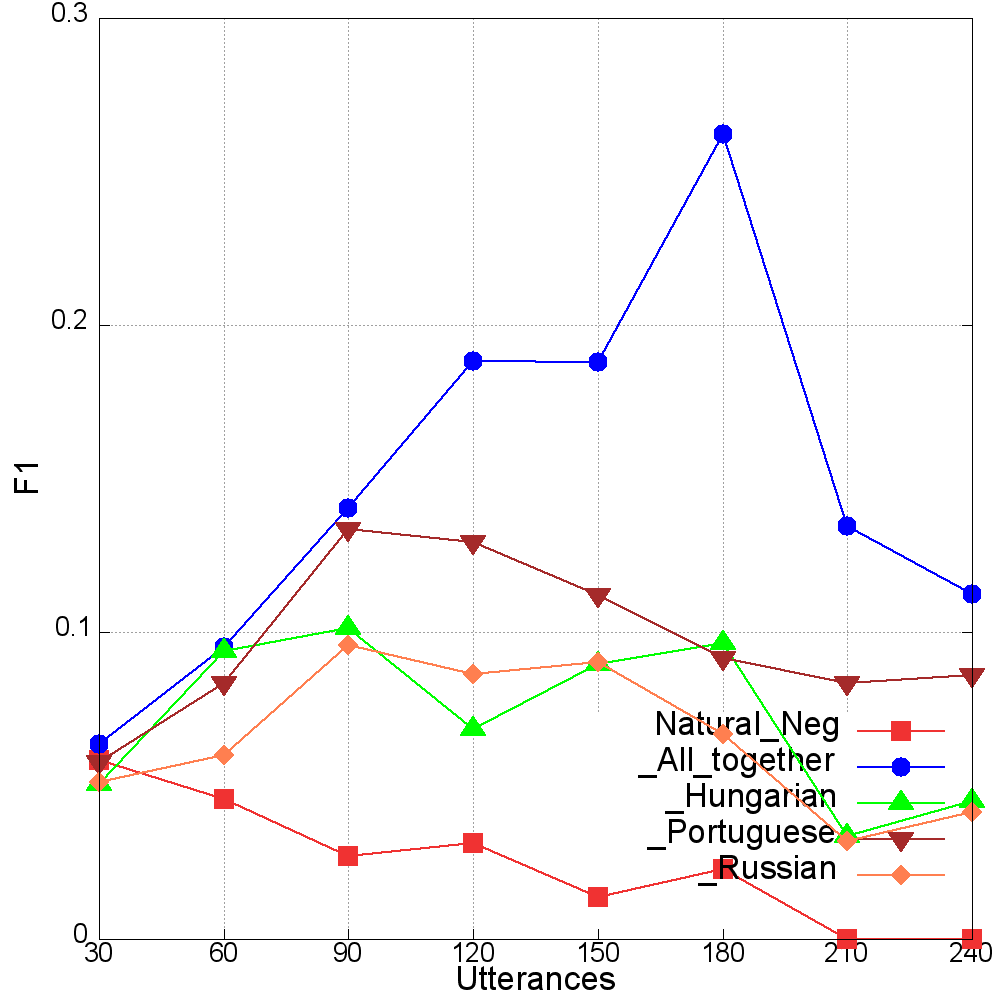 0.3
0.2
F1
0.1
Natural_Neg
_All_together
_Hungarian
_Portuguese
_Russian
0
30 60 90 120 150 180 210 240
Utterances